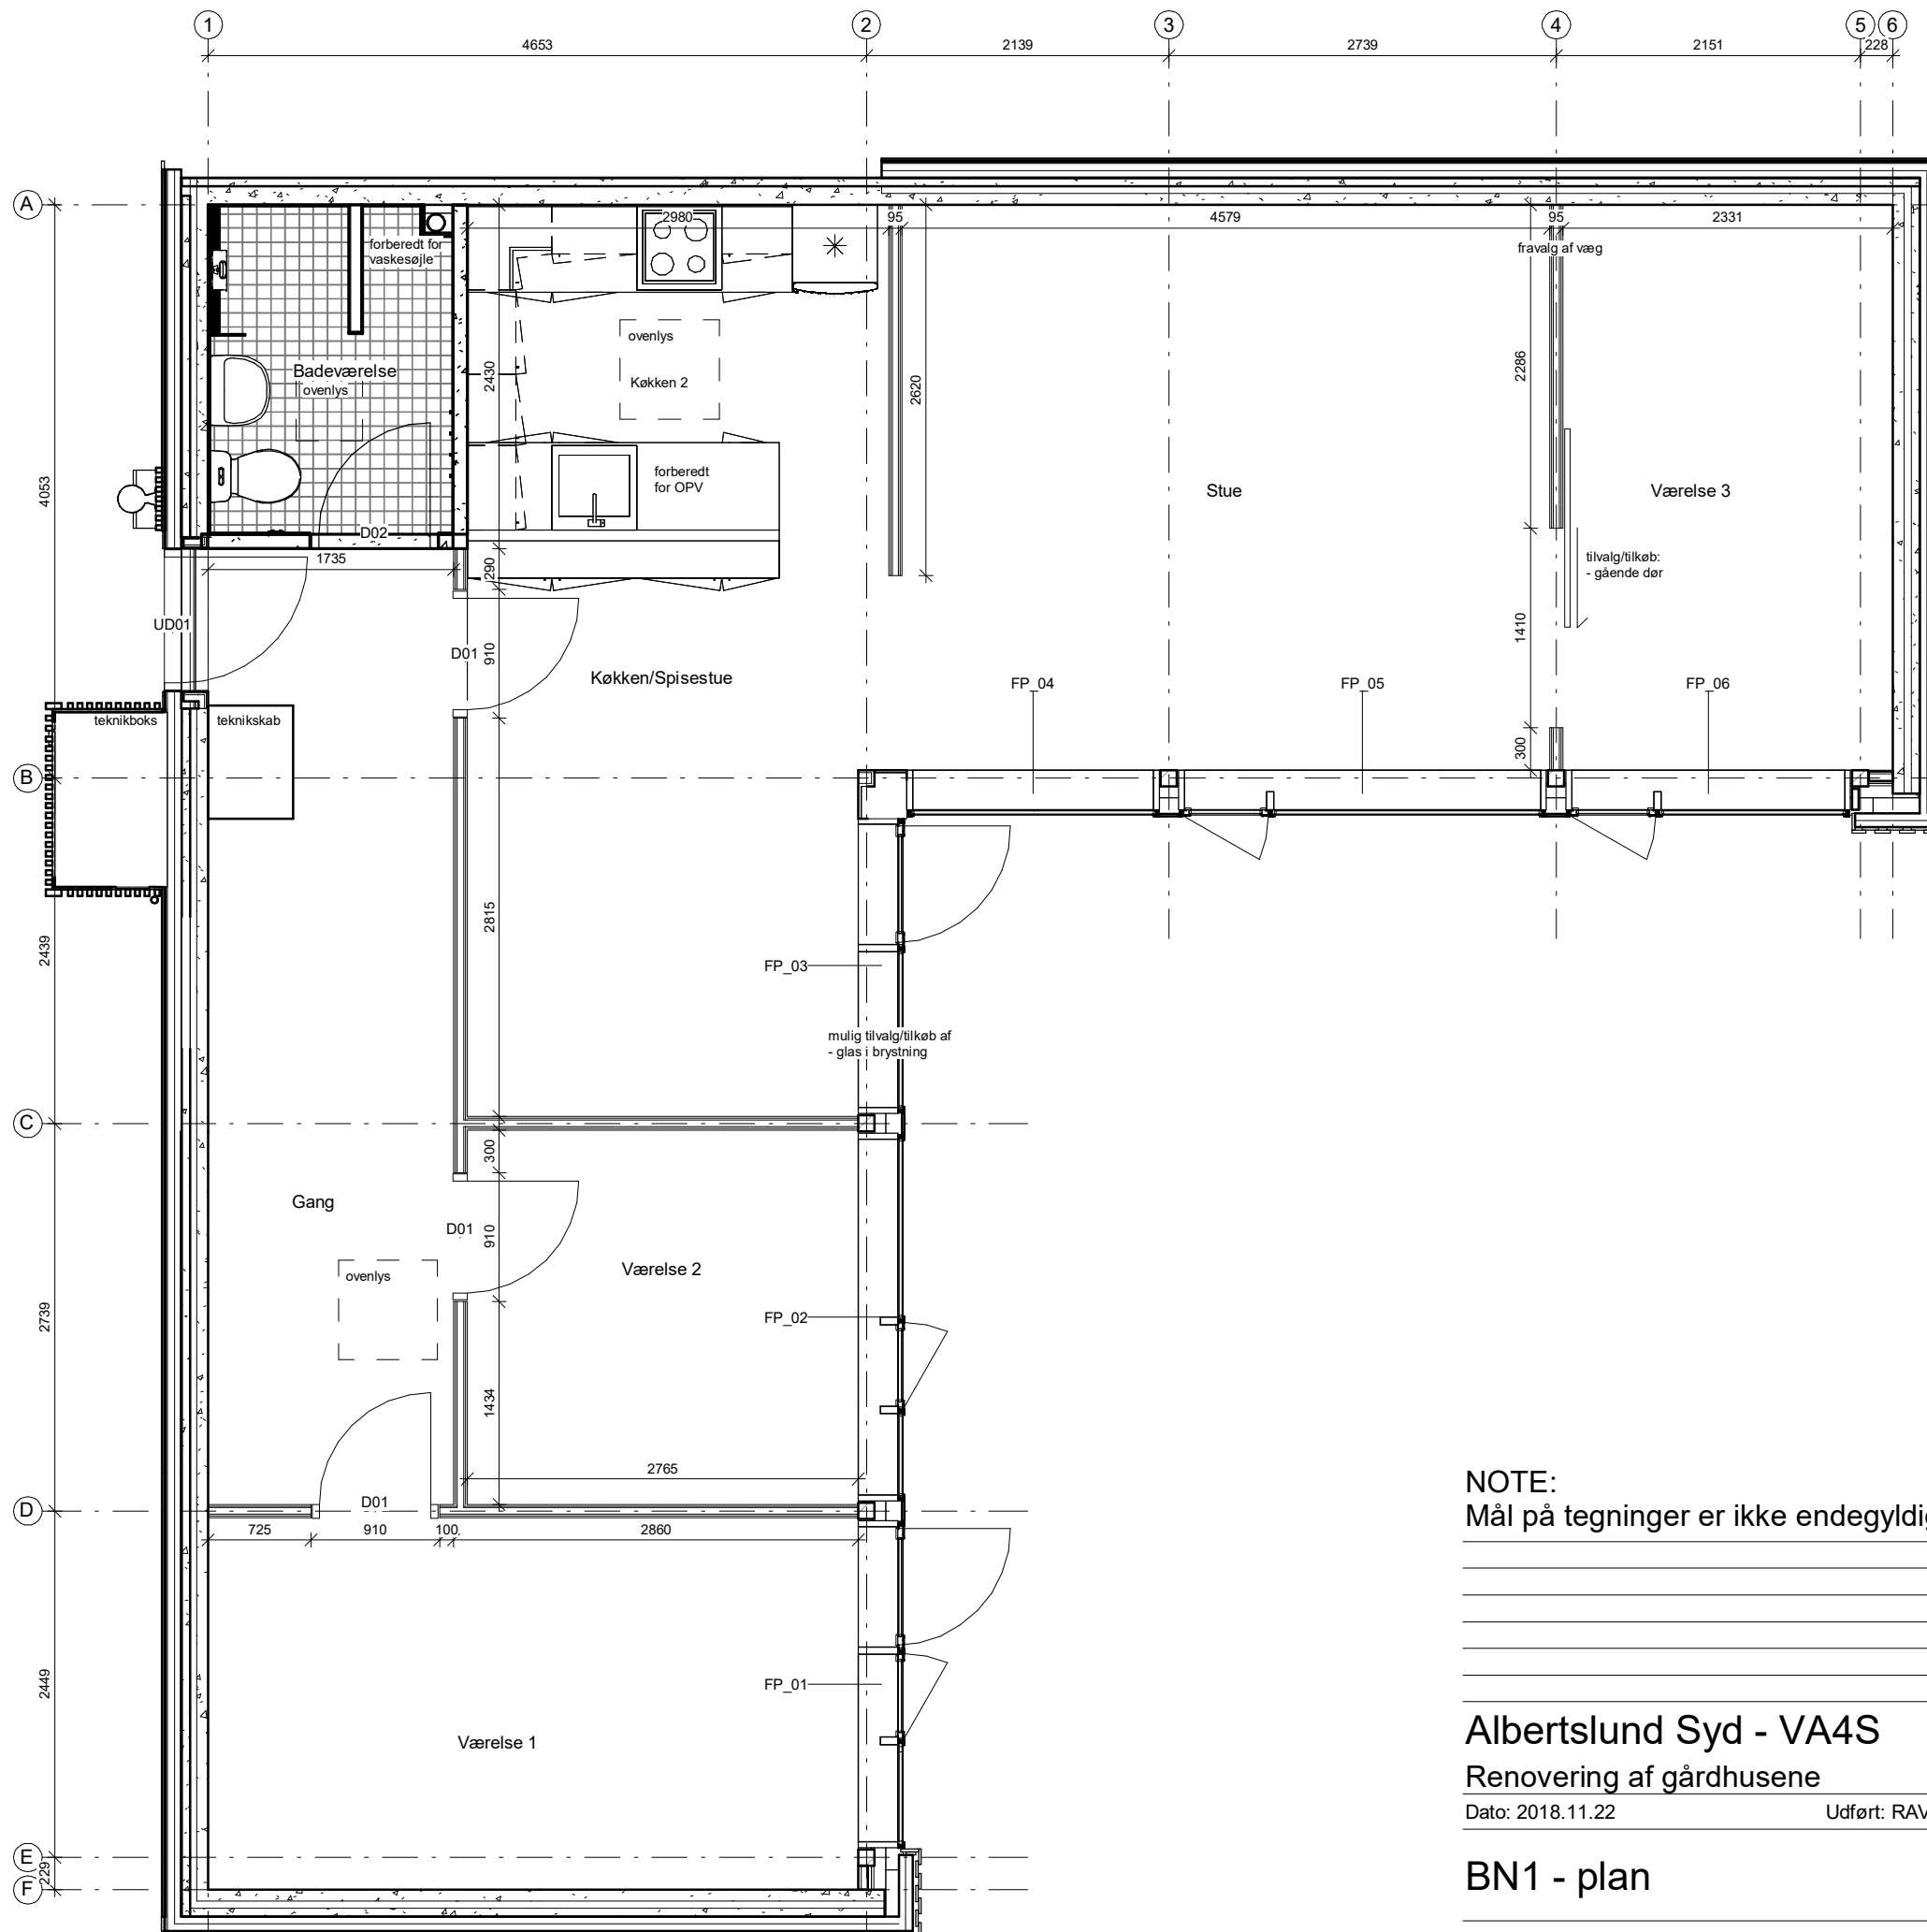 1
2
3
4
5
6
4653
2139
2739
2151
228
A
2980
95
4579
95
2331
forberedt for
vaskesøjle
fravalg af væg
ovenlys
Køkken 2
2430
2620
2286
Badeværelse
ovenlys
forberedt
for OPV
Stue
Værelse 3
4053
D02
1735
290
tilvalg/tilkøb:
- gående dør
UD01
D01
910
1410
Køkken/Spisestue
FP_04
FP_05
FP_06
teknikboks
teknikskab
300
B
2815
2439
FP_03
mulig tilvalg/tilkøb af
- glas i brystning
C
300
Gang
D01
910
Værelse 2
ovenlys
2739
FP_02
1434
2765
D
D01
725
910
100
2860
2449
FP_01
Værelse 1
E
229
F
NOTE:
Mål på tegninger er ikke endegyldig
Albertslund Syd - VA4S
Renovering af gårdhusene
Dato: 2018.11.22
Udført: RAV
BN1 - plan